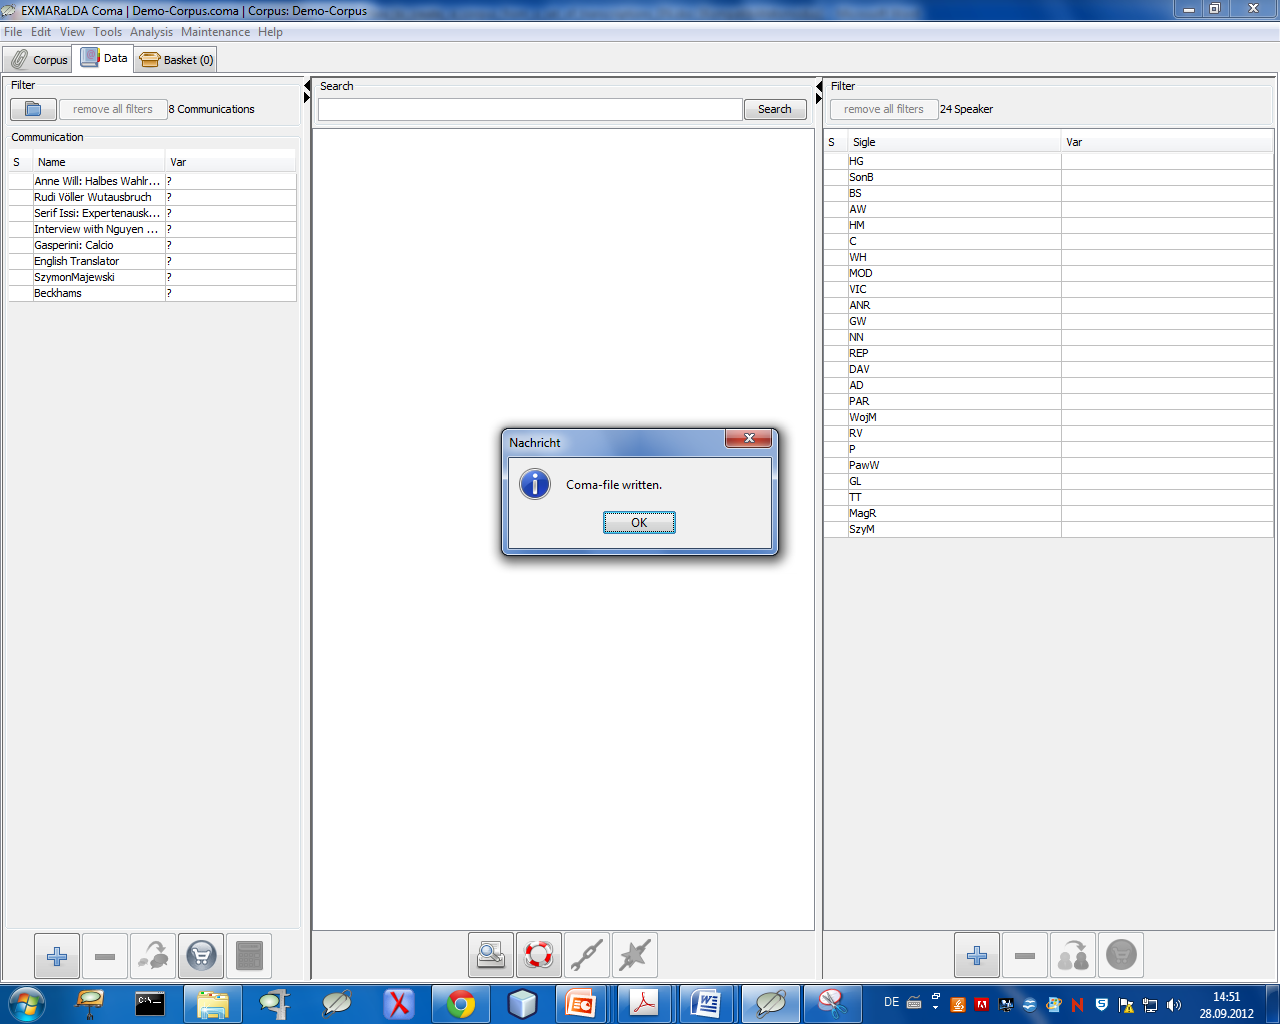 EXMARaLDA Coma | Demo-Corpus.coma | Corpus: Demo-Corpus
File Edit View Tools Analysis Maintenance Help
Corpus Data Basket (0)
Filter
remove all filters 8 Communications
Communication
S Name Var
Anne Will: Halbes Wahlr... ?
Rudi Völler Wutausbruch ?
Serif Issi: Expertenausk... ?
Interview with Nguyen ... ?
Gasperini: Calcio ?
English Translator ?
SzymonMajewski ?
Beckhams ?
Search
Search
Nachricht
Coma-file written.
OK
Filter
remove all filters 24 Speaker
S Sigle Var
HG
SonB
BS
AW
HM
C
WH
MOD
VIC
ANR
GW
NN
REP
DAV
AD
PAR
WojM
RV
P
PawW
GL
TT
MagR
SzyM
DE
14:51
28.09.2012